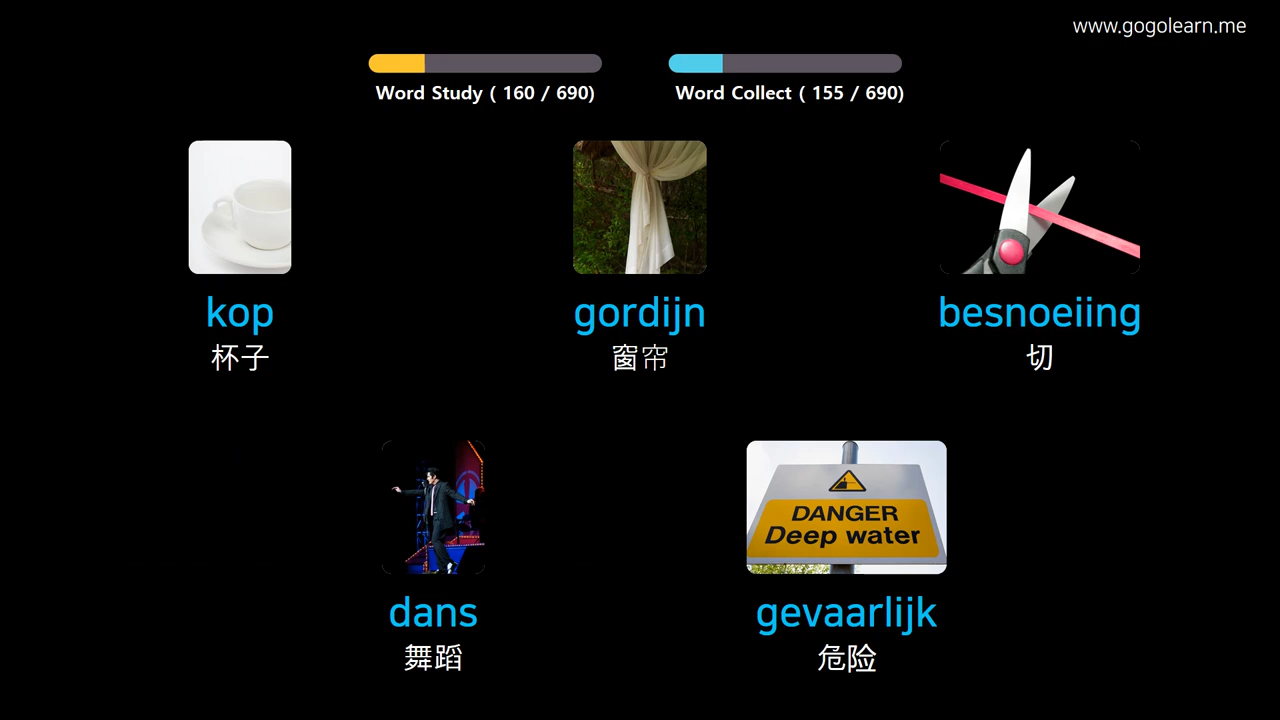 www.gogolearn.me
Word Study ( 160 / 690)
Word Collect ( 155 / 690)
kop
杯子
gordijn
窗帘
besnoeiing
切
DANGER
Deep water
dans
舞蹈
gevaarlijk
危险